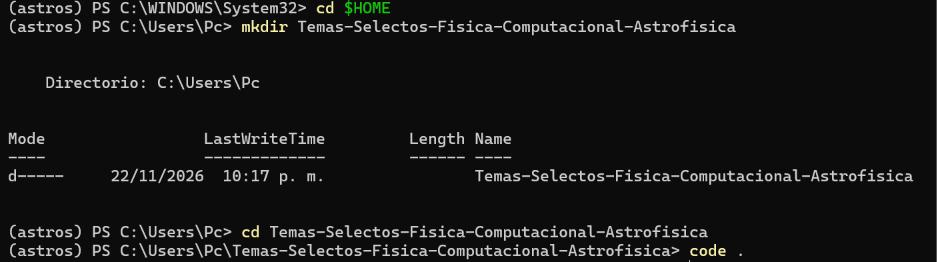 (astros) PS C:\WINDOWS\System32> cd $HOME
(astros) PS C:\Users\Pc> mkdir Temas-Selectos-Fisica-Computacional-Astrofisica
Directorio: C:\Users\Pc
Mode LastWriteTime Length Name
---- ------------- ------ ----
d----- 22/11/2026 10:17 p. m. Temas-Selectos-Fisica-Computacional-Astrofisica
(astros) PS C:\Users\Pc> cd Temas-Selectos-Fisica-Computacional-Astrofisica
(astros) PS C:\Users\Pc\Temas-Selectos-Fisica-Computacional-Astrofisica> code .